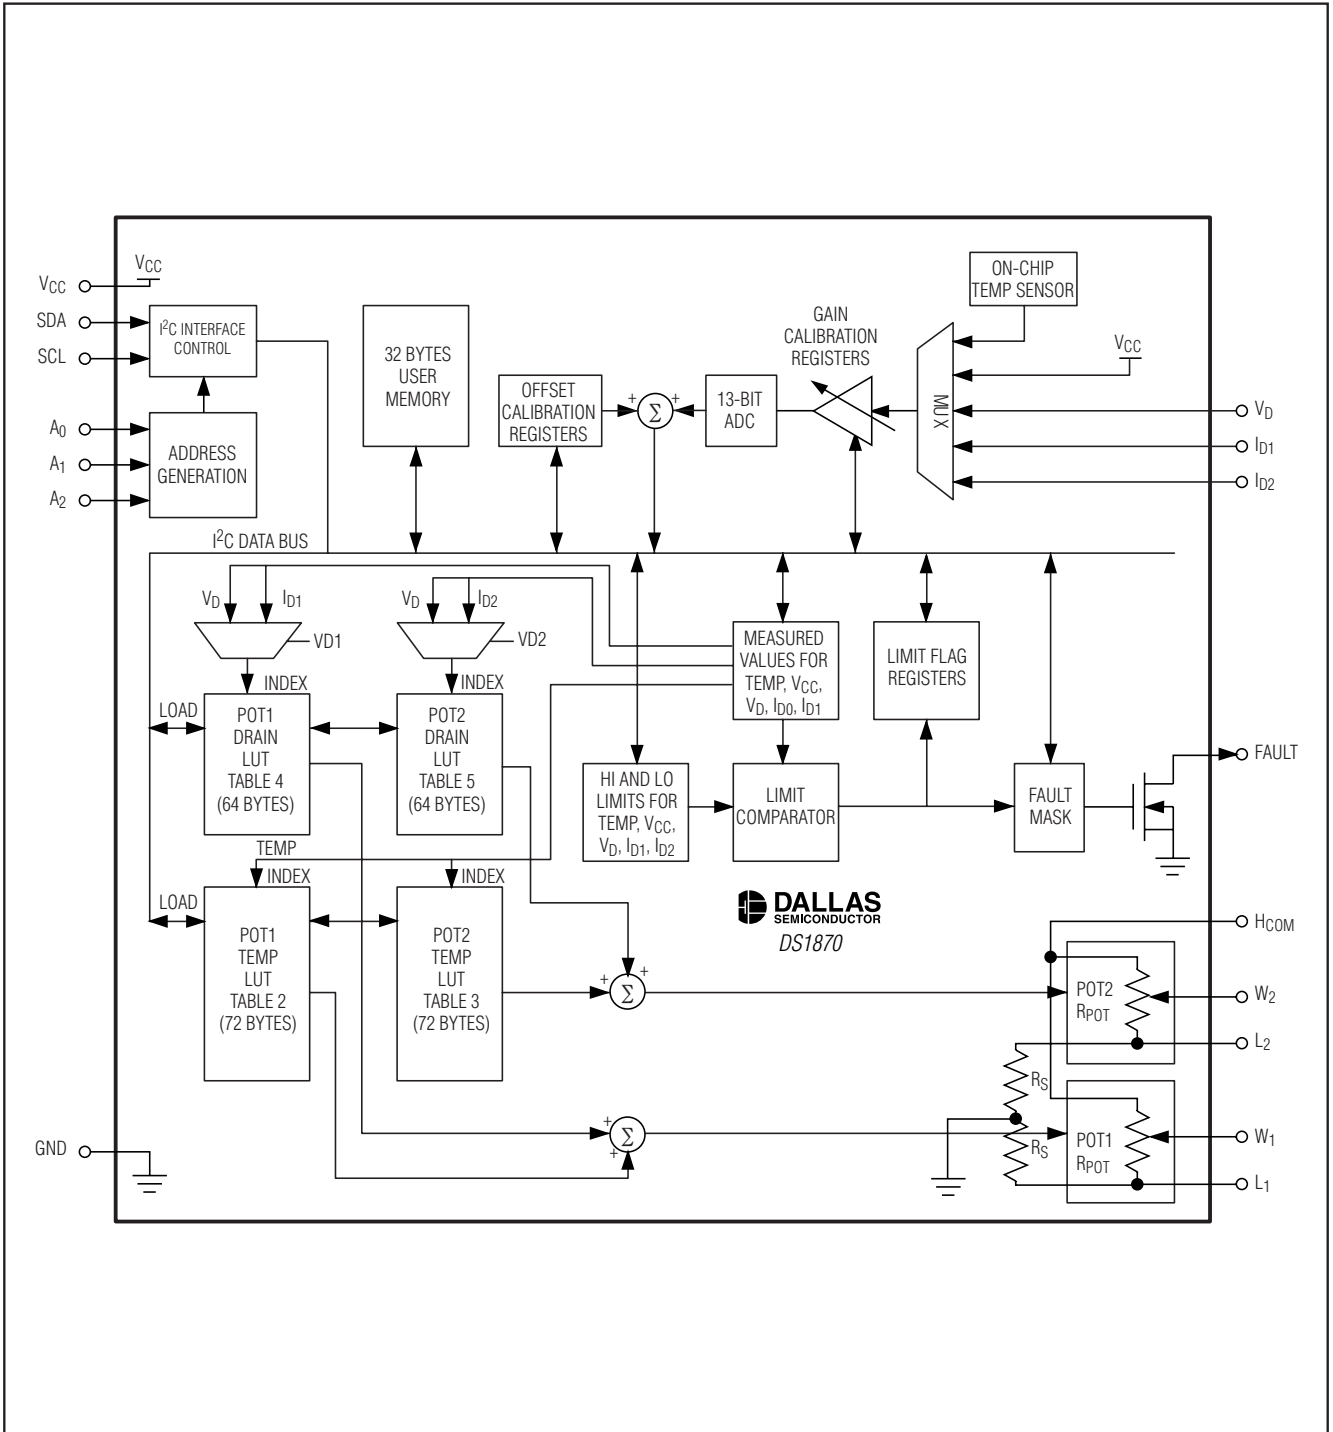 VCC
VCC
SDA
SCL
I2C INTERFACE
CONTROL
A0
A1
A2
ADDRESS
GENERATION
32 BYTES
USER
MEMORY
OFFSET
CALIBRATION
REGISTERS
+
Σ
+
13-BIT
ADC
GAIN
CALIBRATION
REGISTERS
MUX
ON-CHIP
TEMP SENSOR
VCC
VD
ID1
ID2
I2C DATA BUS
VD
ID1
VD1
VD
ID2
VD2
INDEX
INDEX
LOAD
POT1
DRAIN
LUT
TABLE 4
(64 BYTES)
POT2
DRAIN
LUT
TABLE 5
(64 BYTES)
MEASURED
VALUES FOR
TEMP, VCC,
VD, ID0, ID1
LIMIT FLAG
REGISTERS
HI AND LO
LIMITS FOR
TEMP, VCC,
VD, ID1, ID2
LIMIT
COMPARATOR
FAULT
MASK
FAULT
TEMP
INDEX
INDEX
LOAD
POT1
TEMP
LUT
TABLE 2
(72 BYTES)
POT2
TEMP
LUT
TABLE 3
(72 BYTES)
DALLAS
SEMICONDUCTOR
DS1870
+
+
Σ
HCOM
POT2
RPOT
W2
L2
RS
RS
+
+
Σ
POT1
RPOT
W1
L1
GND